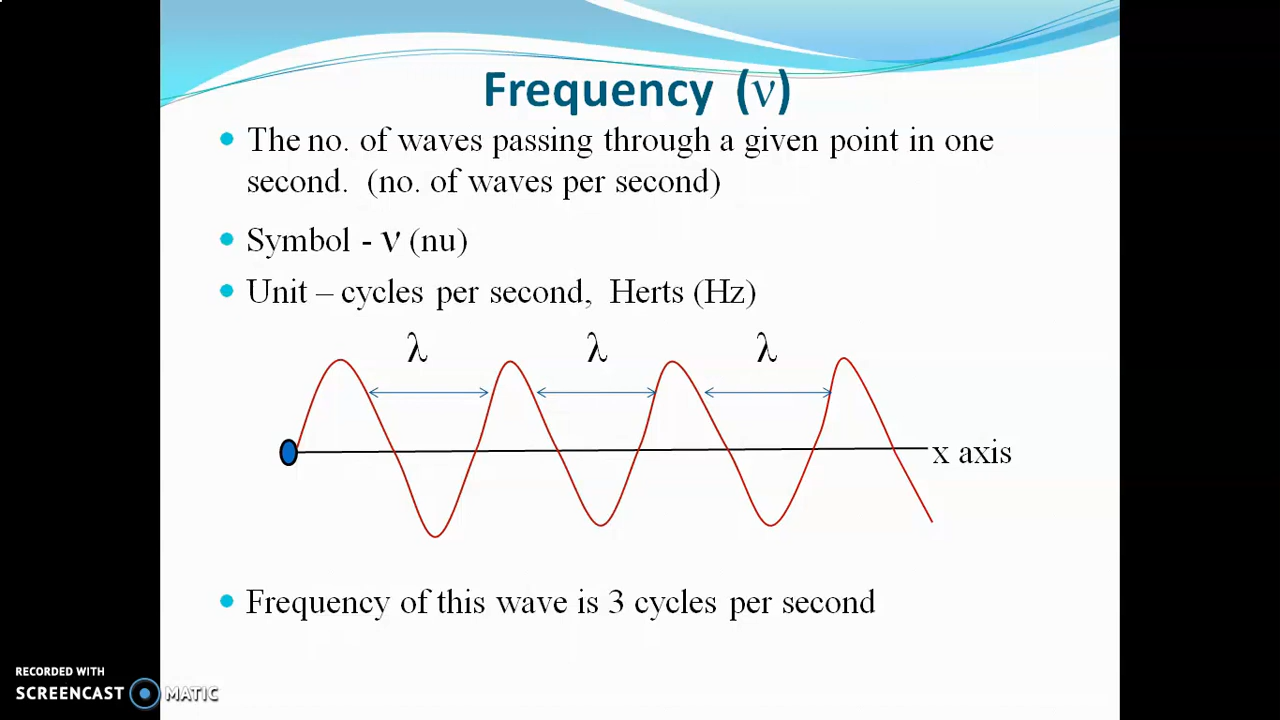 Frequency (ν)
The no. of waves passing through a given point in one
second. (no. of waves per second)
Symbol - ν (nu)
Unit – cycles per second, Herts (Hz)
λ λ λ
x axis
Frequency of this wave is 3 cycles per second
RECORDED WITH
SCREENCAST MATIC